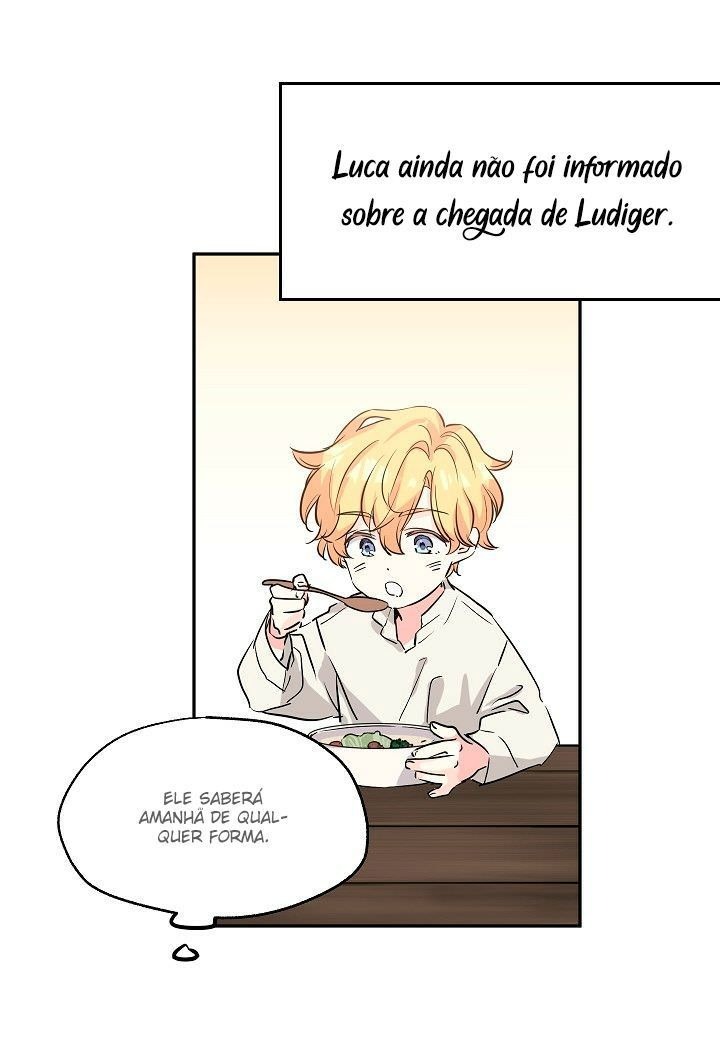 Luca ainda não foi informado
sobre a chegada de Ludiger.
ELE SABERÁ
AMANHÃ DE QUAL-
QUER FORMA.